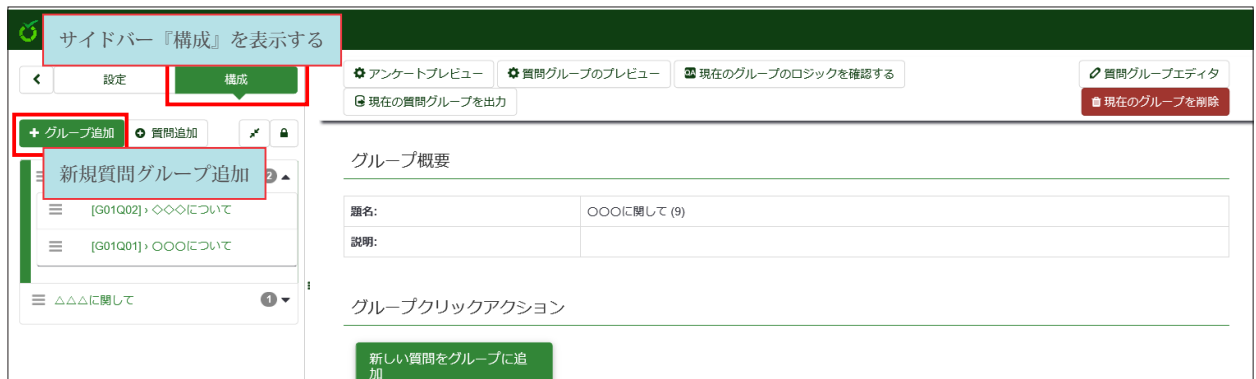 サイドバー『構成』を表示する
設定
構成
アンケートプレビュー
質問グループのプレビュー
現在のグループのロジックを確認する
質問グループエディタ
現在の質問グループを出力
現在のグループを削除
グループ追加
質問追加
新規質問グループ追加
2
[G01Q02]›◇◇◇について
[G01Q01]›〇〇〇について
△△△に関して
1
グループ概要
題名:
〇〇〇に関して (9)
説明:
グループクリックアクション
新しい質問をグループに追
加